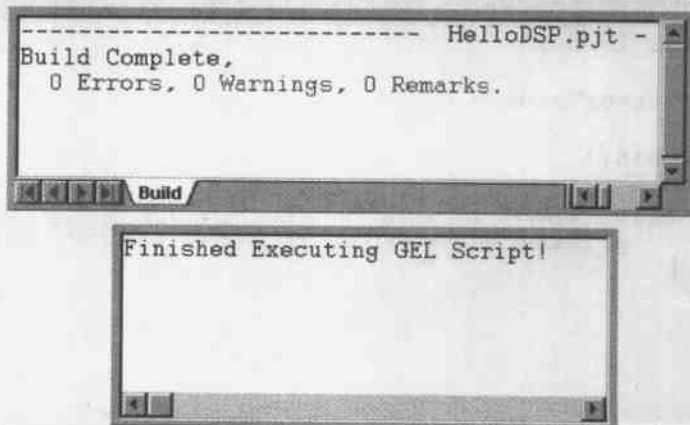 ---------------------------- HelloDSP.pjt -
Build Complete,
  0 Errors, 0 Warnings, 0 Remarks.
Build
Finished Executing GEL Script!